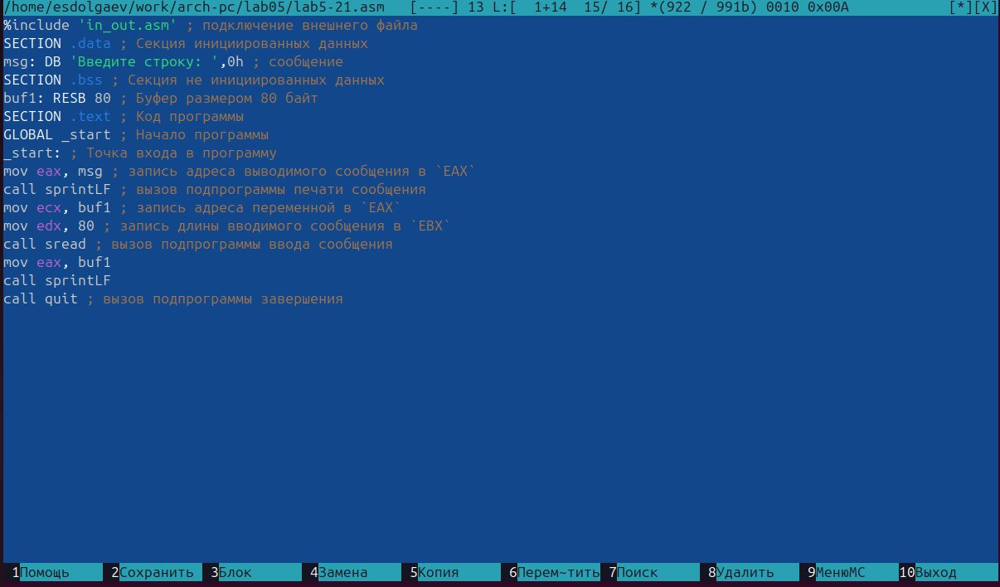 /home/esdolgaev/work/arch-pc/lab05/lab5-21.asm   [----] 13 L:[  1+14  15/ 16] *(922 / 991b) 0010 0x00A            [*][X]
%include 'in_out.asm' ; подключение внешнего файла
SECTION .data ; Секция инициированных данных
msg: DB 'Введите строку: ',0h ; сообщение
SECTION .bss ; Секция не инициированных данных
buf1: RESB 80 ; Буфер размером 80 байт
SECTION .text ; Код программы
GLOBAL _start ; Начало программы
_start: ; Точка входа в программу
mov eax, msg ; запись адреса выводимого сообщения в `EAX`
call sprintLF ; вызов подпрограммы печати сообщения
mov ecx, buf1 ; запись адреса переменной в `EAX`
mov edx, 80 ; запись длины вводимого сообщения в `EBX`
call sread ; вызов подпрограммы ввода сообщения
mov eax, buf1
call sprintLF
call quit ; вызов подпрограммы завершения
1Помощь 2Сохранить 3Блок 4Замена 5Копия 6Перем~тить 7Поиск 8Удалить 9МенюМС 10Выход